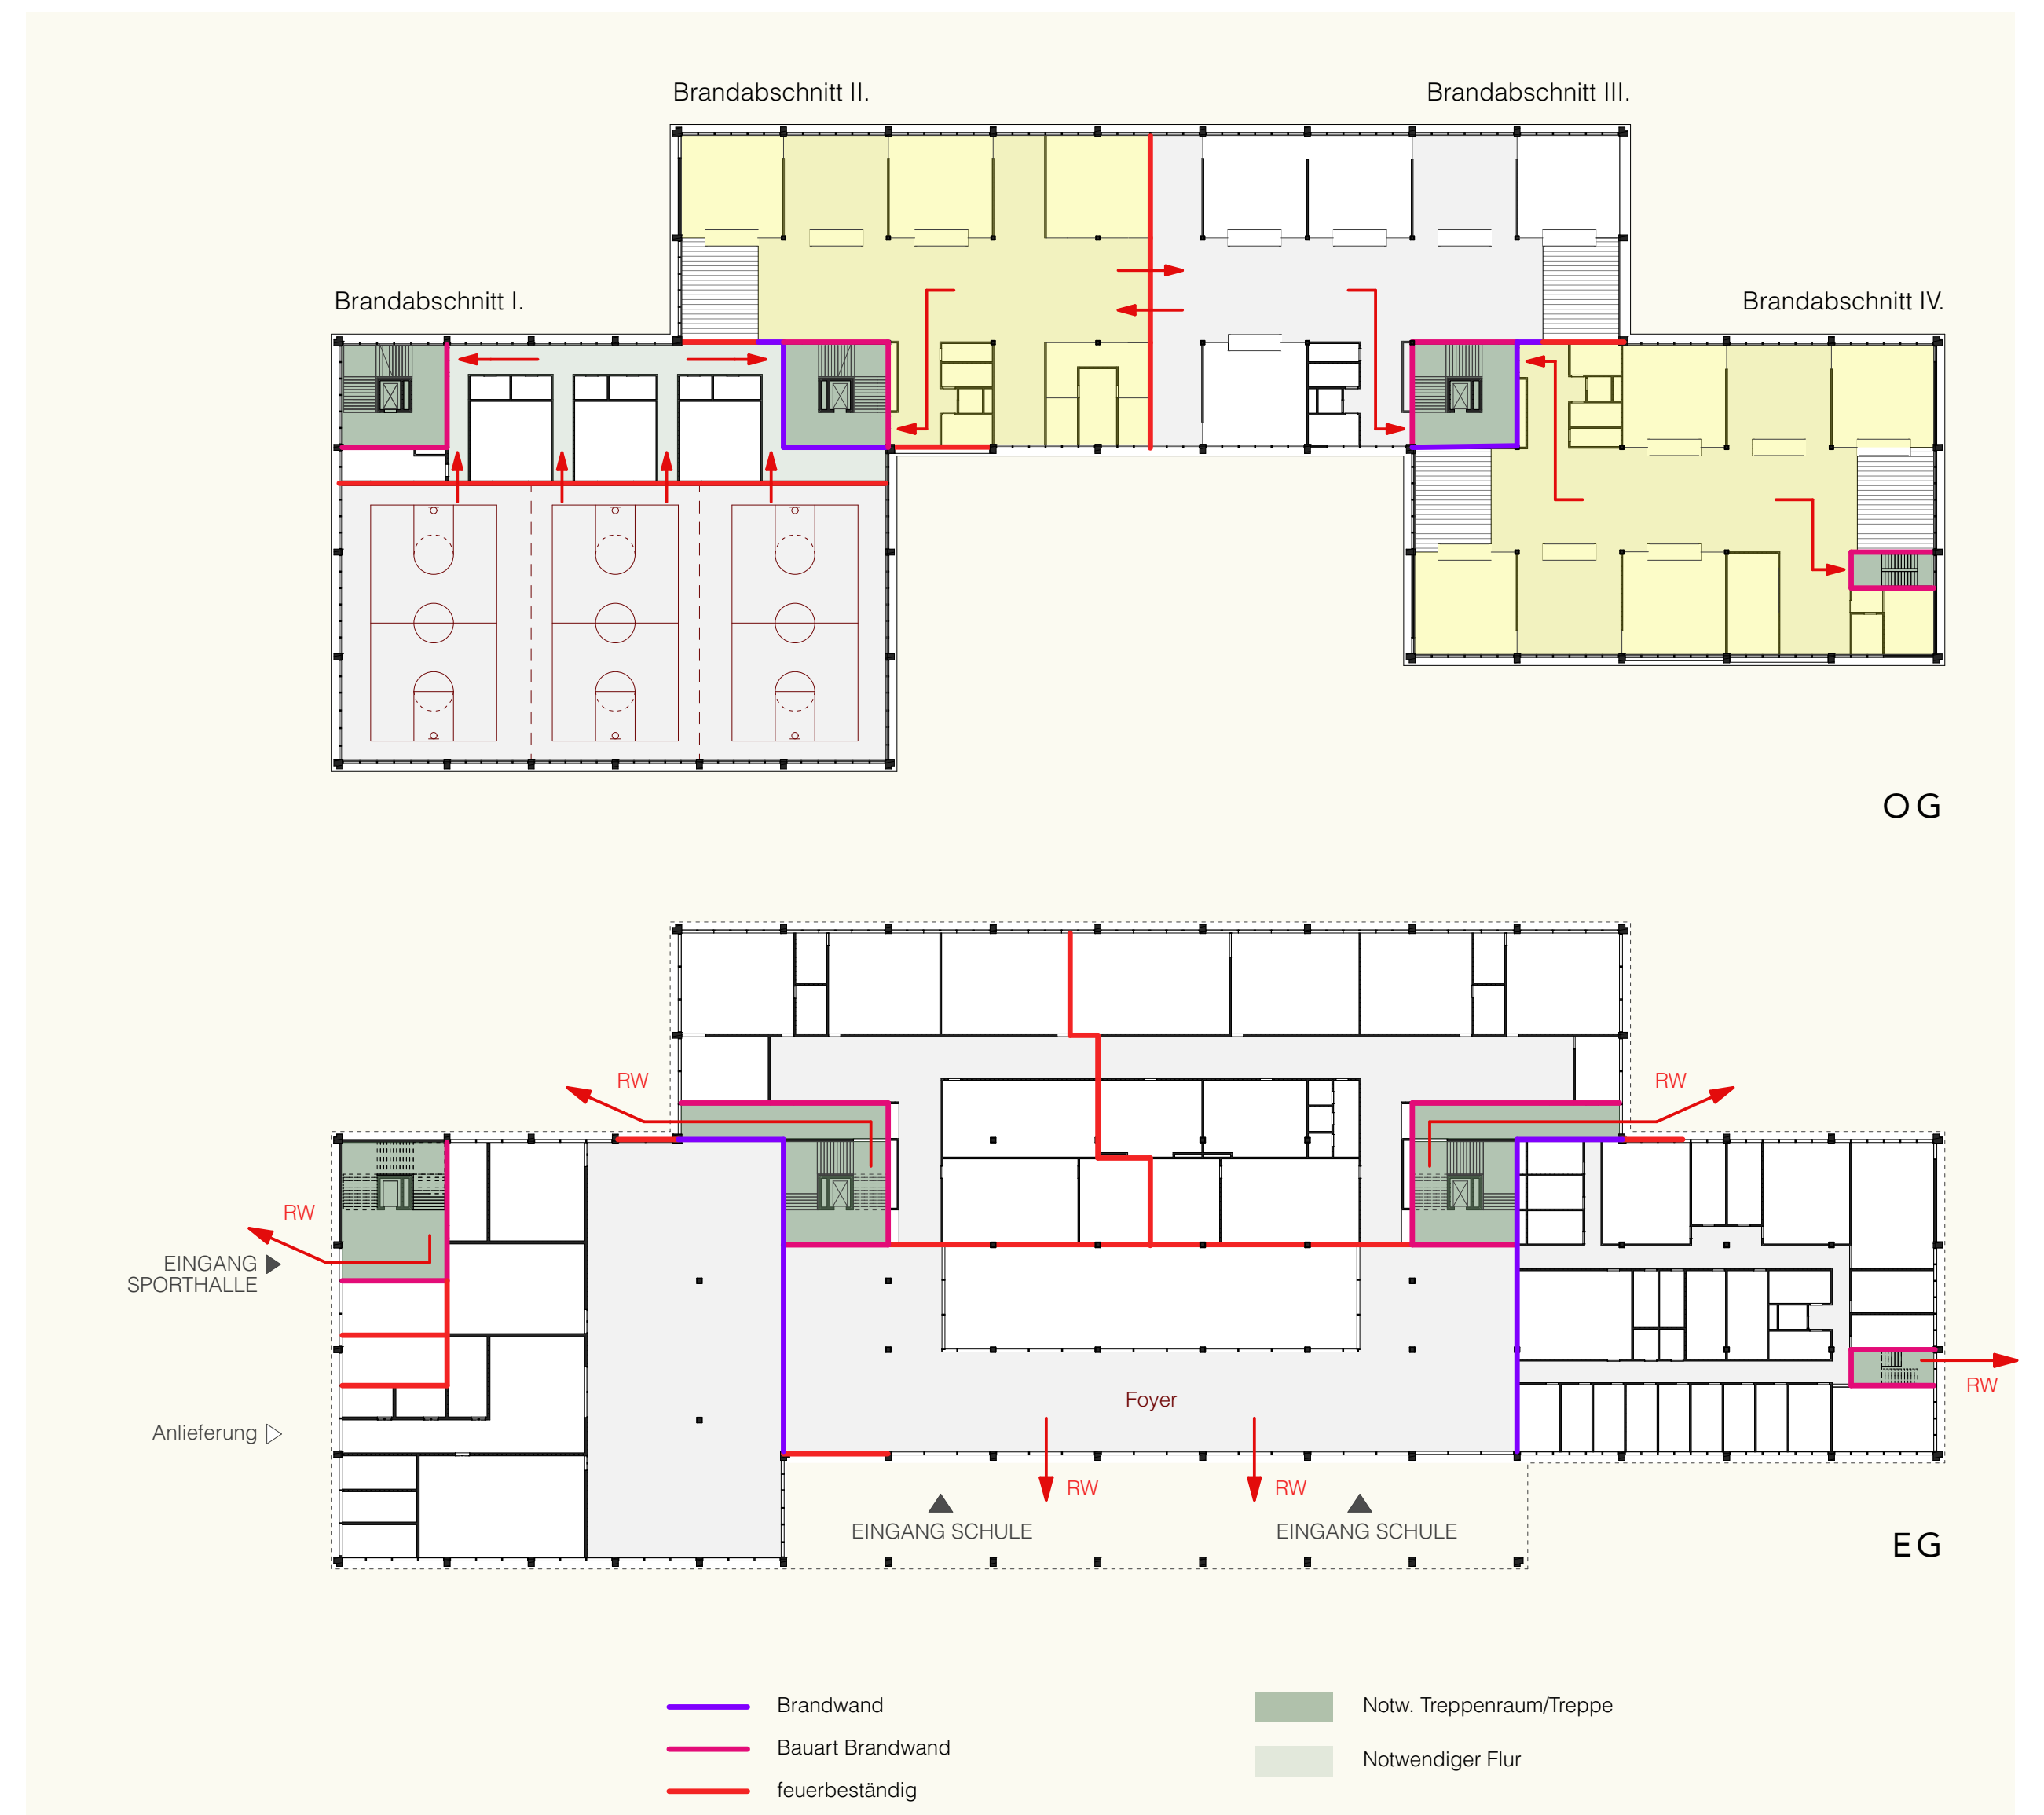 Brandabschnitt II.
Brandabschnitt III.
Brandabschnitt I.
Brandabschnitt IV.
OG
RW
RW
RW
EINGANG
SPORTHALLE
RW
Foyer
Anlieferung
RW
RW
EINGANG SCHULE
EINGANG SCHULE
EG
Brandwand
Notw. Treppenraum/Treppe
Bauart Brandwand
Notwendiger Flur
feuerbeständig